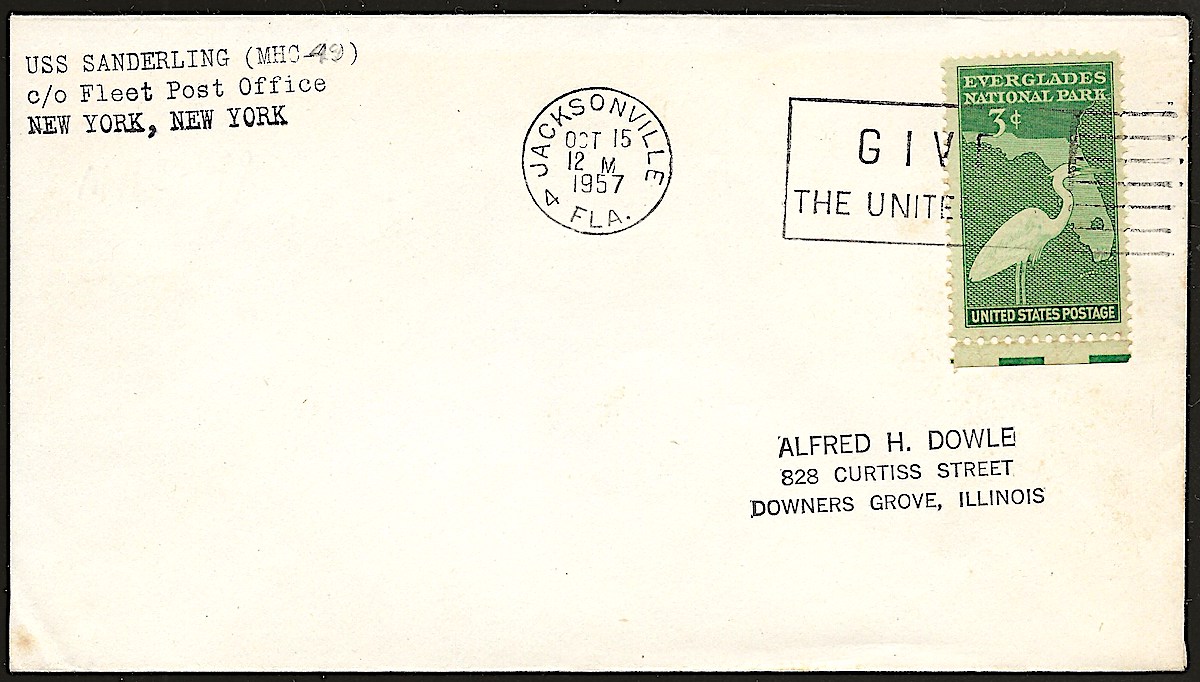 USS SANDERLING (MHC-49)
c/o Fleet Post Office
NEW YORK, NEW YORK
JACKSONVILLE
OCT 15
12 M
1957
4 FLA.
GIVE
THE UNITE
EVERGLADES
NATIONAL PARK
3¢
UNITED STATES POSTAGE
ALFRED H. DOWLE
828 CURTISS STREET
DOWNERS GROVE, ILLINOIS